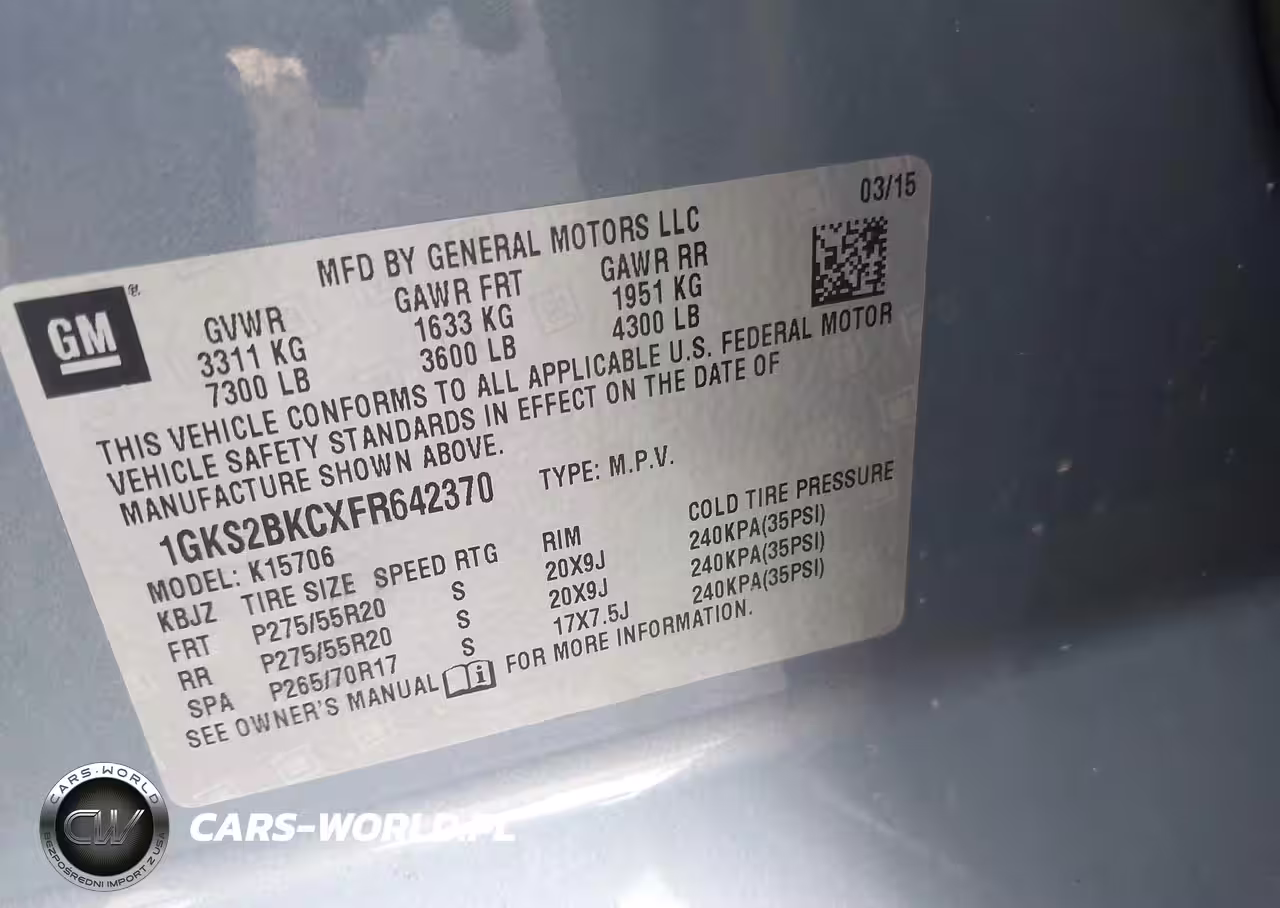 03/15
MFD BY GENERAL MOTORS LLC
GM®
GVWR GAWR FRT GAWR RR
3311 KG 1633 KG 1951 KG
7300 LB 3600 LB 4300 LB
THIS VEHICLE CONFORMS TO ALL APPLICABLE U.S. FEDERAL MOTOR
VEHICLE SAFETY STANDARDS IN EFFECT ON THE DATE OF
MANUFACTURE SHOWN ABOVE.
1GKS2BKCXFR642370 TYPE: M.P.V.
MODEL: K15706
KBJZ TIRE SIZE SPEED RTG RIM COLD TIRE PRESSURE
FRT P275/55R20 S 20X9J 240KPA(35PSI)
RR P275/55R20 S 20X9J 240KPA(35PSI)
SPA P265/70R17 S 17X7.5J 240KPA(35PSI)
SEE OWNER'S MANUAL FOR MORE INFORMATION.
CARS-WORLD
CW
BEZPOŚREDNI IMPORT Z USA
CARS-WORLD.PL